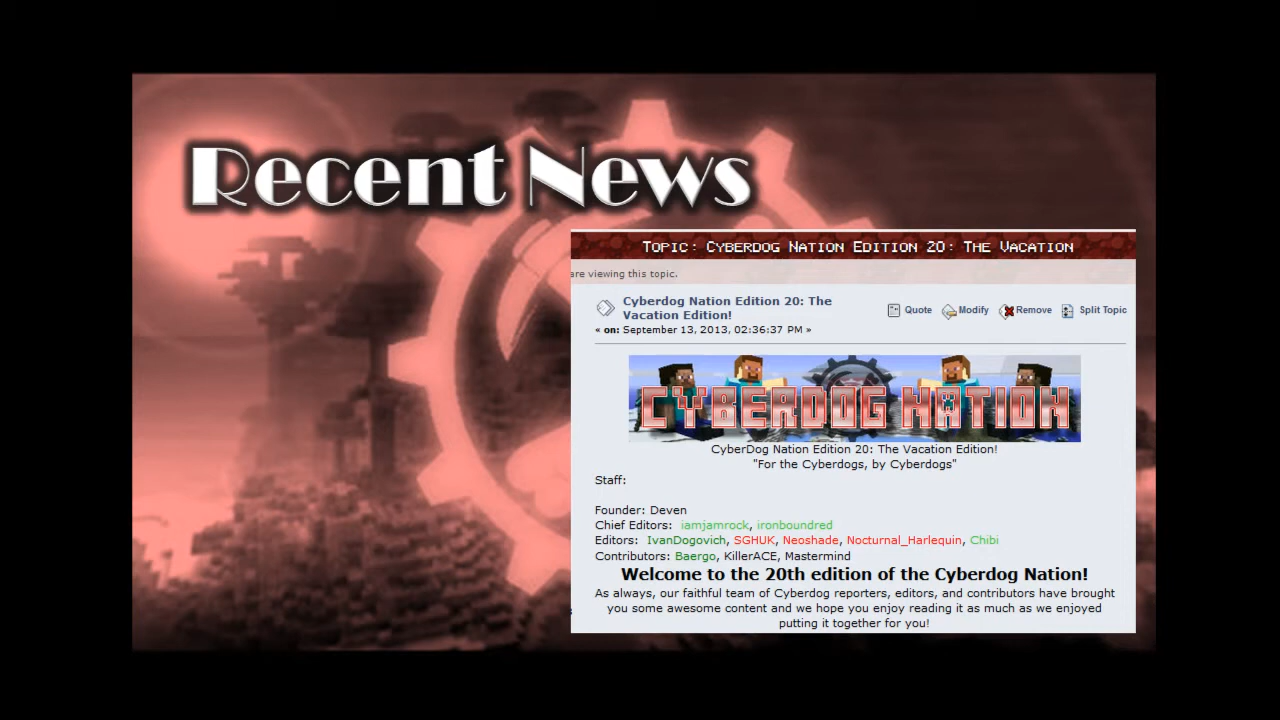 Recent News
Topic: Cyberdog Nation Edition 20: The Vacation
are viewing this topic.
Cyberdog Nation Edition 20: The
Vacation Edition!
Quote Modify Remove Split Topic
« on: September 13, 2013, 02:36:37 PM »
CYBERDOG NATION
CyberDog Nation Edition 20: The Vacation Edition!
"For the Cyberdogs, by Cyberdogs"
Staff:
Founder: Deven
Chief Editors: iamjamrock, ironboundred
Editors: IvanDogovich, SGHUK, Neoshade, Nocturnal_Harlequin, Chibi
Contributors: Baergo, KillerACE, Mastermind
Welcome to the 20th edition of the Cyberdog Nation!
As always, our faithful team of Cyberdog reporters, editors, and contributors have brought
you some awesome content and we hope you enjoy reading it as much as we enjoyed
putting it together for you!